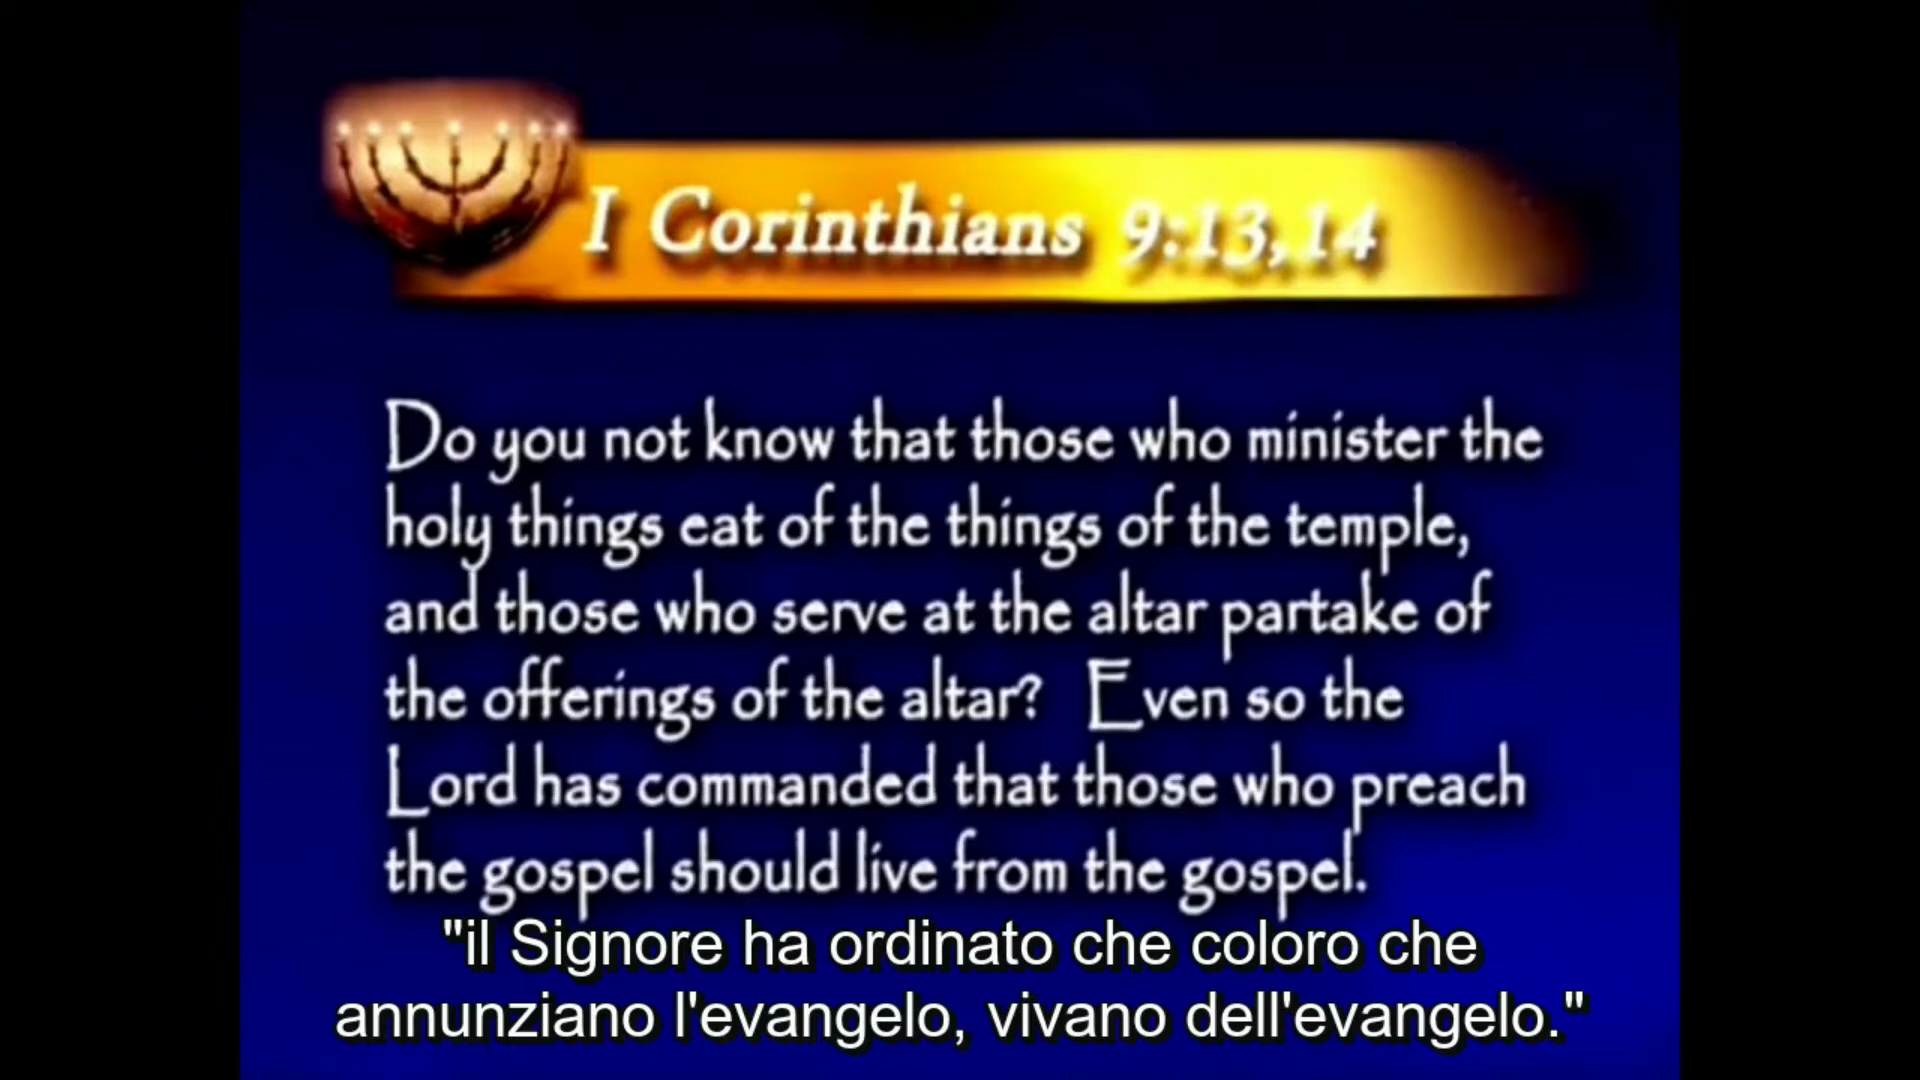 I Corinthians 9:13,14
Do you not know that those who minister the
holy things eat of the things of the temple,
and those who serve at the altar partake of
the offerings of the altar? Even so the
Lord has commanded that those who preach
the gospel should live from the gospel.
"il Signore ha ordinato che coloro che
annunziano l'evangelo, vivano dell'evangelo."